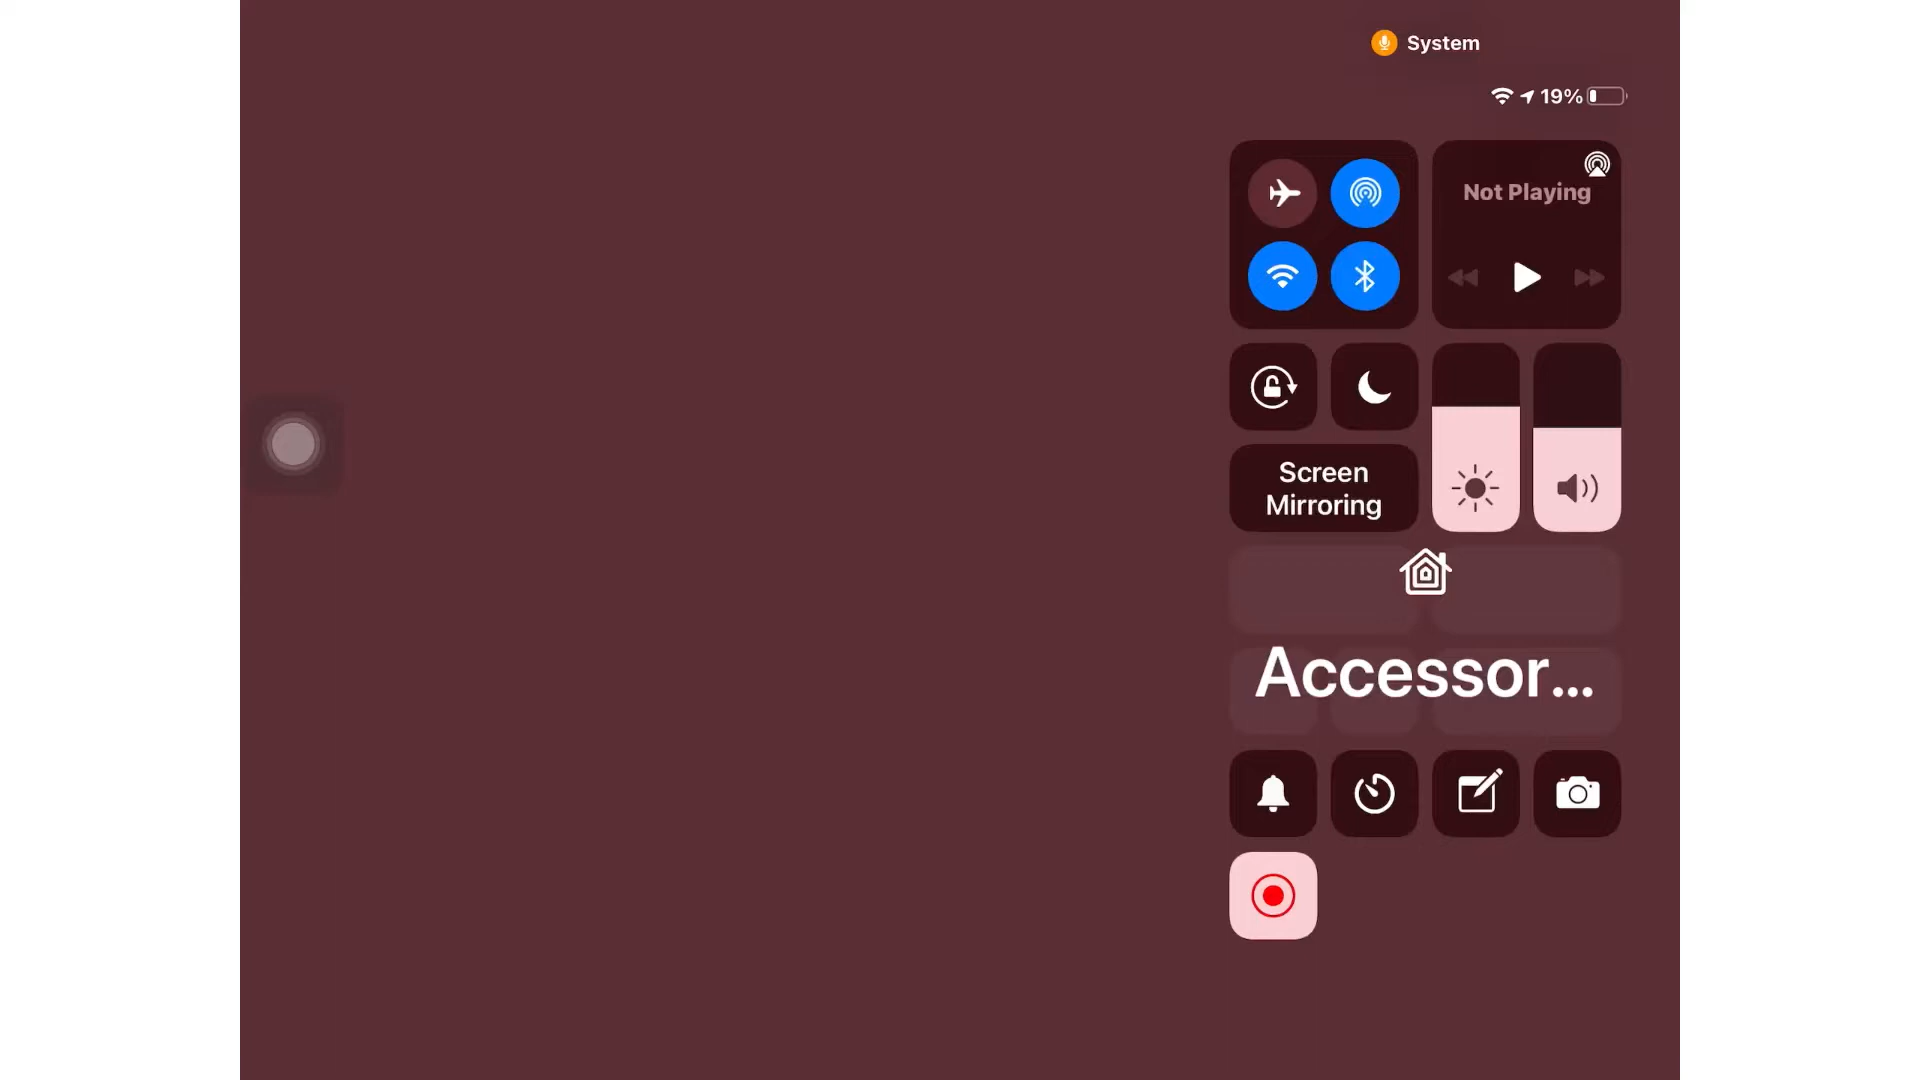 System
19%
Not Playing
Screen
Mirroring
Accessor...